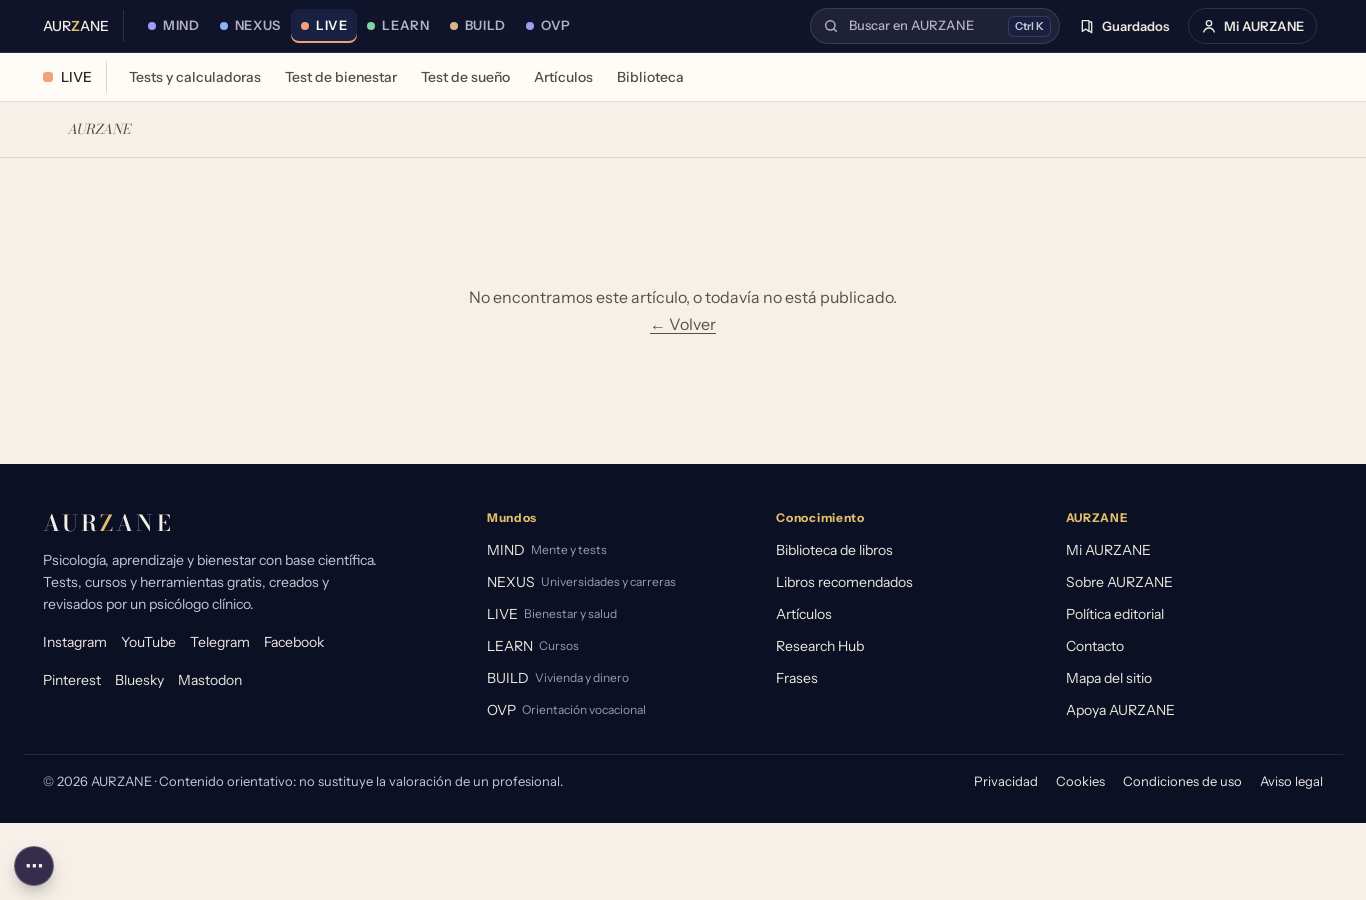 AURZANE
MIND
NEXUS
LIVE
LEARN
BUILD
OVP
Buscar en AURZANE
Ctrl K
Guardados
Mi AURZANE
LIVE
Tests y calculadoras
Test de bienestar
Test de sueño
Artículos
Biblioteca
AURZANE
No encontramos este artículo, o todavía no está publicado.
← Volver
AURZANE
Psicología, aprendizaje y bienestar con base científica.
Tests, cursos y herramientas gratis, creados y
revisados por un psicólogo clínico.
Instagram YouTube Telegram Facebook
Pinterest Bluesky Mastodon
Mundos
MIND Mente y tests
NEXUS Universidades y carreras
LIVE Bienestar y salud
LEARN Cursos
BUILD Vivienda y dinero
OVP Orientación vocacional
Conocimiento
Biblioteca de libros
Libros recomendados
Artículos
Research Hub
Frases
AURZANE
Mi AURZANE
Sobre AURZANE
Política editorial
Contacto
Mapa del sitio
Apoya AURZANE
© 2026 AURZANE · Contenido orientativo: no sustituye la valoración de un profesional.
Privacidad Cookies Condiciones de uso Aviso legal